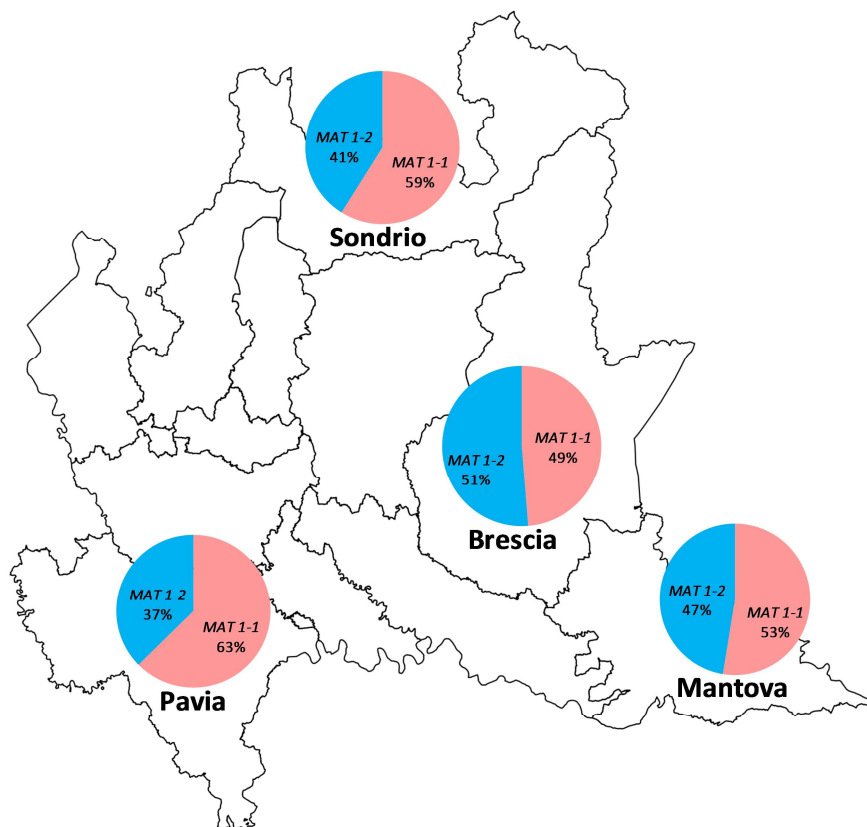 MAT 1-2
41%
MAT 1-1
59%
Sondrio
MAT 1-2
51%
MAT 1-1
49%
Brescia
MAT 1 2
37%
MAT 1-1
63%
Pavia
MAT 1-2
47%
MAT 1-1
53%
Mantova